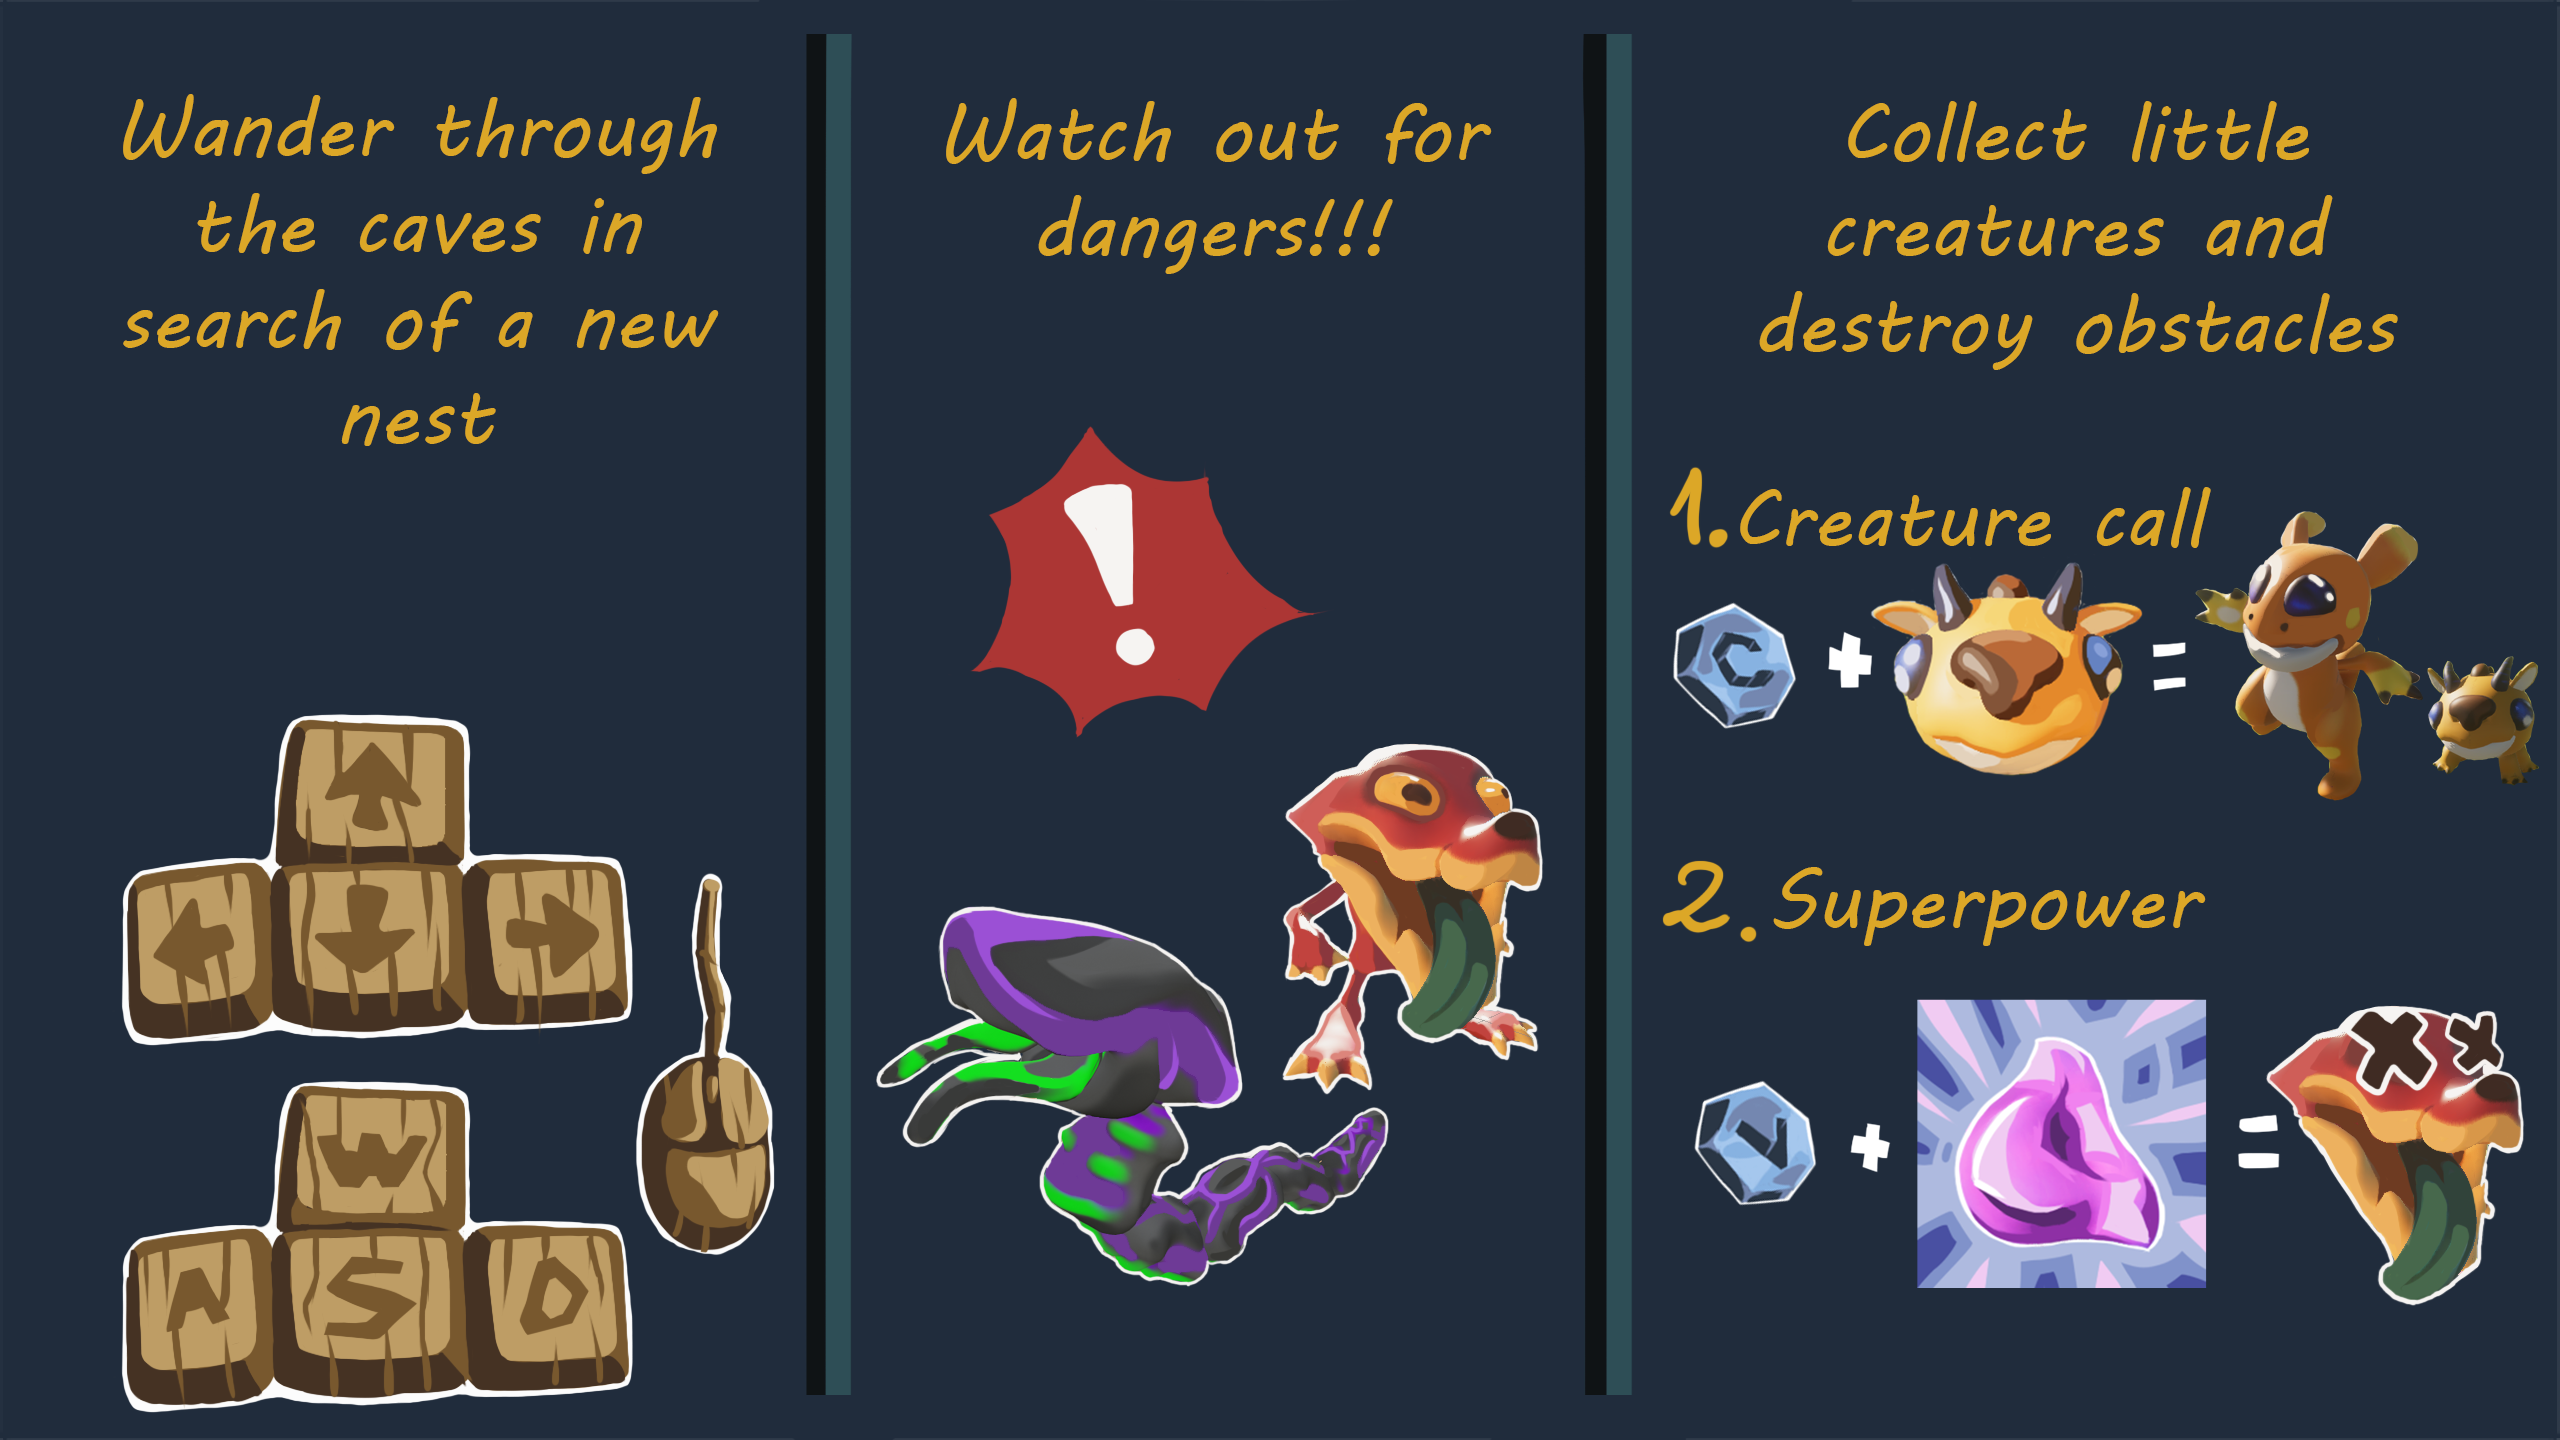 Wander through
the caves in
search of a new
nest
W
A S D
Watch out for
dangers!!!
!
Collect little
creatures and
destroy obstacles
1. Creature call
C + =
2. Superpower
+ =